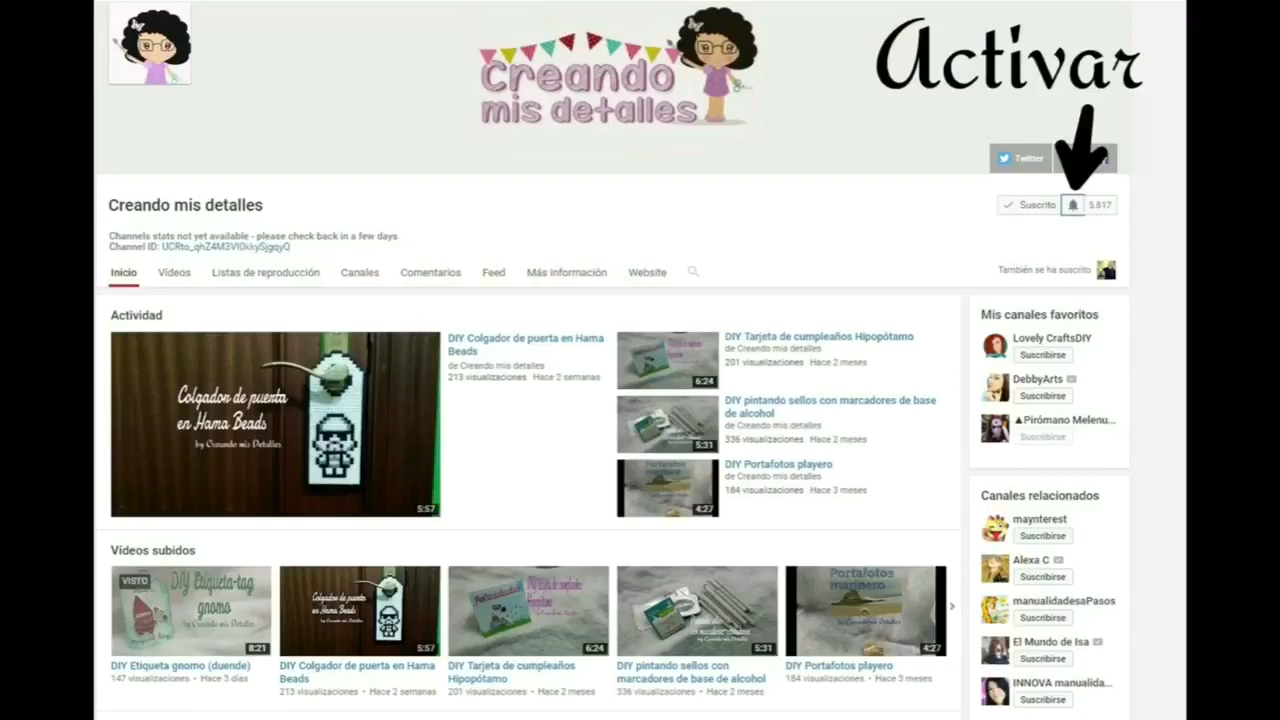 Creando
mis detalles
Activar
Twitter
Creando mis detalles
Suscrito
5.817
Channels stats not yet available - please check back in a few days
Channel ID: UCRto_qhZ4M3Vl0kkySjgqyQ
Inicio
Vídeos
Listas de reproducción
Canales
Comentarios
Feed
Más información
Website
También se ha suscrito
Actividad
Colgador de puerta
en Hama Beads
by Creando mis Detalles
5:57
DIY Colgador de puerta en Hama
Beads
de Creando mis detalles
213 visualizaciones Hace 2 semanas
6:24
DIY Tarjeta de cumpleaños Hipopótamo
de Creando mis detalles
201 visualizaciones Hace 2 meses
5:31
DIY pintando sellos con marcadores de base
de alcohol
de Creando mis detalles
336 visualizaciones Hace 2 meses
4:27
DIY Portafotos playero
de Creando mis detalles
184 visualizaciones Hace 3 meses
Mis canales favoritos
Lovely CraftsDIY
Suscribirse
DebbyArts
Suscribirse
▲Pirómano Melenu...
Suscribirse
Canales relacionados
maynterest
Suscribirse
Alexa C
Suscribirse
manualidadesaPasos
Suscribirse
El Mundo de Isa
Suscribirse
INNOVA manualida...
Suscribirse
Vídeos subidos
VISTO
DIY Etiqueta-tag
gnomo
by Creando mis Detalles
8:21
DIY Etiqueta gnomo (duende)
147 visualizaciones • Hace 3 días
Colgador de puerta
en Hama Beads
by Creando mis Detalles
5:57
DIY Colgador de puerta en Hama
Beads
213 visualizaciones • Hace 2 semanas
6:24
DIY Tarjeta de cumpleaños
Hipopótamo
201 visualizaciones • Hace 2 meses
5:31
DIY pintando sellos con
marcadores de base de alcohol
336 visualizaciones • Hace 2 meses
Portafotos
marinero
by Creando mis Detalles
4:27
DIY Portafotos playero
184 visualizaciones • Hace 3 meses